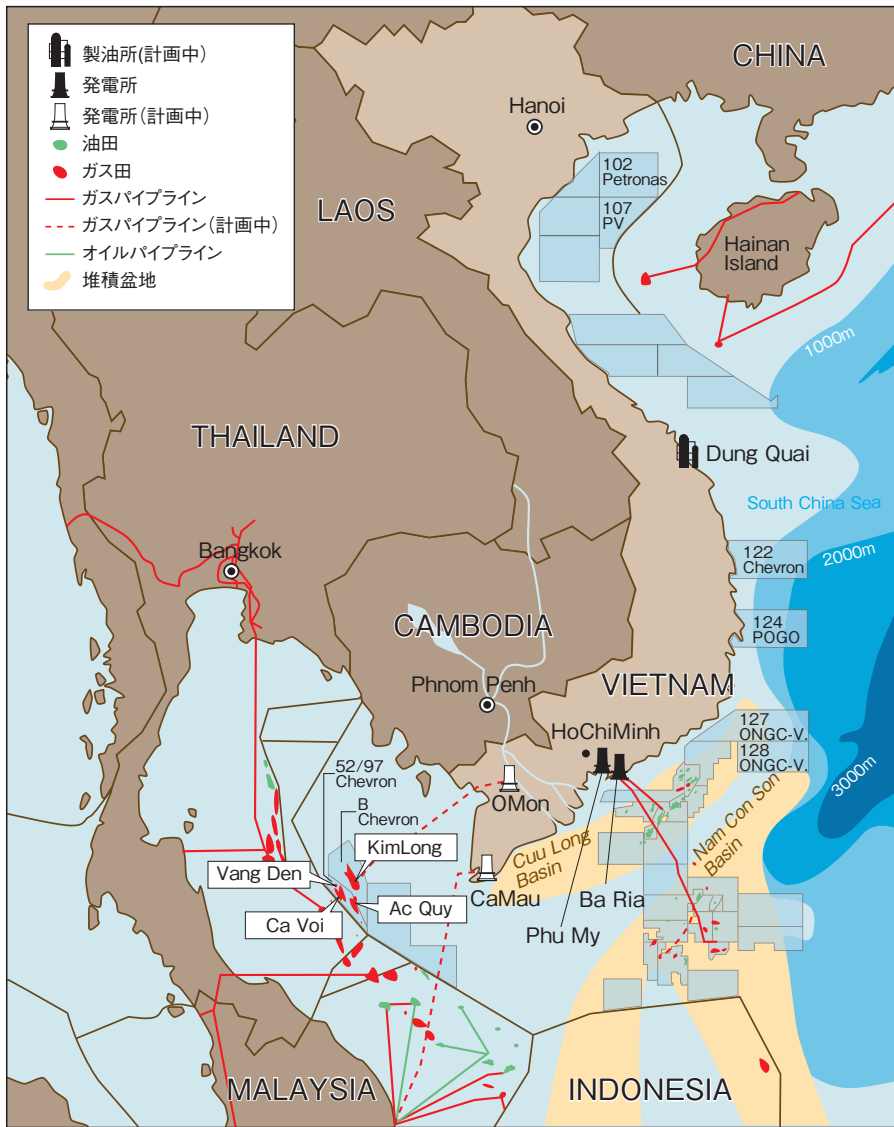 製油所(計画中)
発電所
発電所(計画中)
油田
ガス田
ガスパイプライン
ガスパイプライン(計画中)
オイルパイプライン
堆積盆地
CHINA
Hanoi
102
Petronas
107
PV
LAOS
Hainan
Island
1000m
THAILAND
Dung Quai
South China Sea
2000m
122
Chevron
Bangkok
CAMBODIA
124
POGO
Phnom Penh
VIETNAM
127
ONGC-V.
128
ONGC-V.
HoChiMinh
3000m
52/97
Chevron
B
Chevron
OMon
KimLong
Vang Den
Cuu Long
Basin
Nam Con Son
Basin
CaMau
Ac Quy
Ca Voi
Ba Ria
Phu My
MALAYSIA
INDONESIA